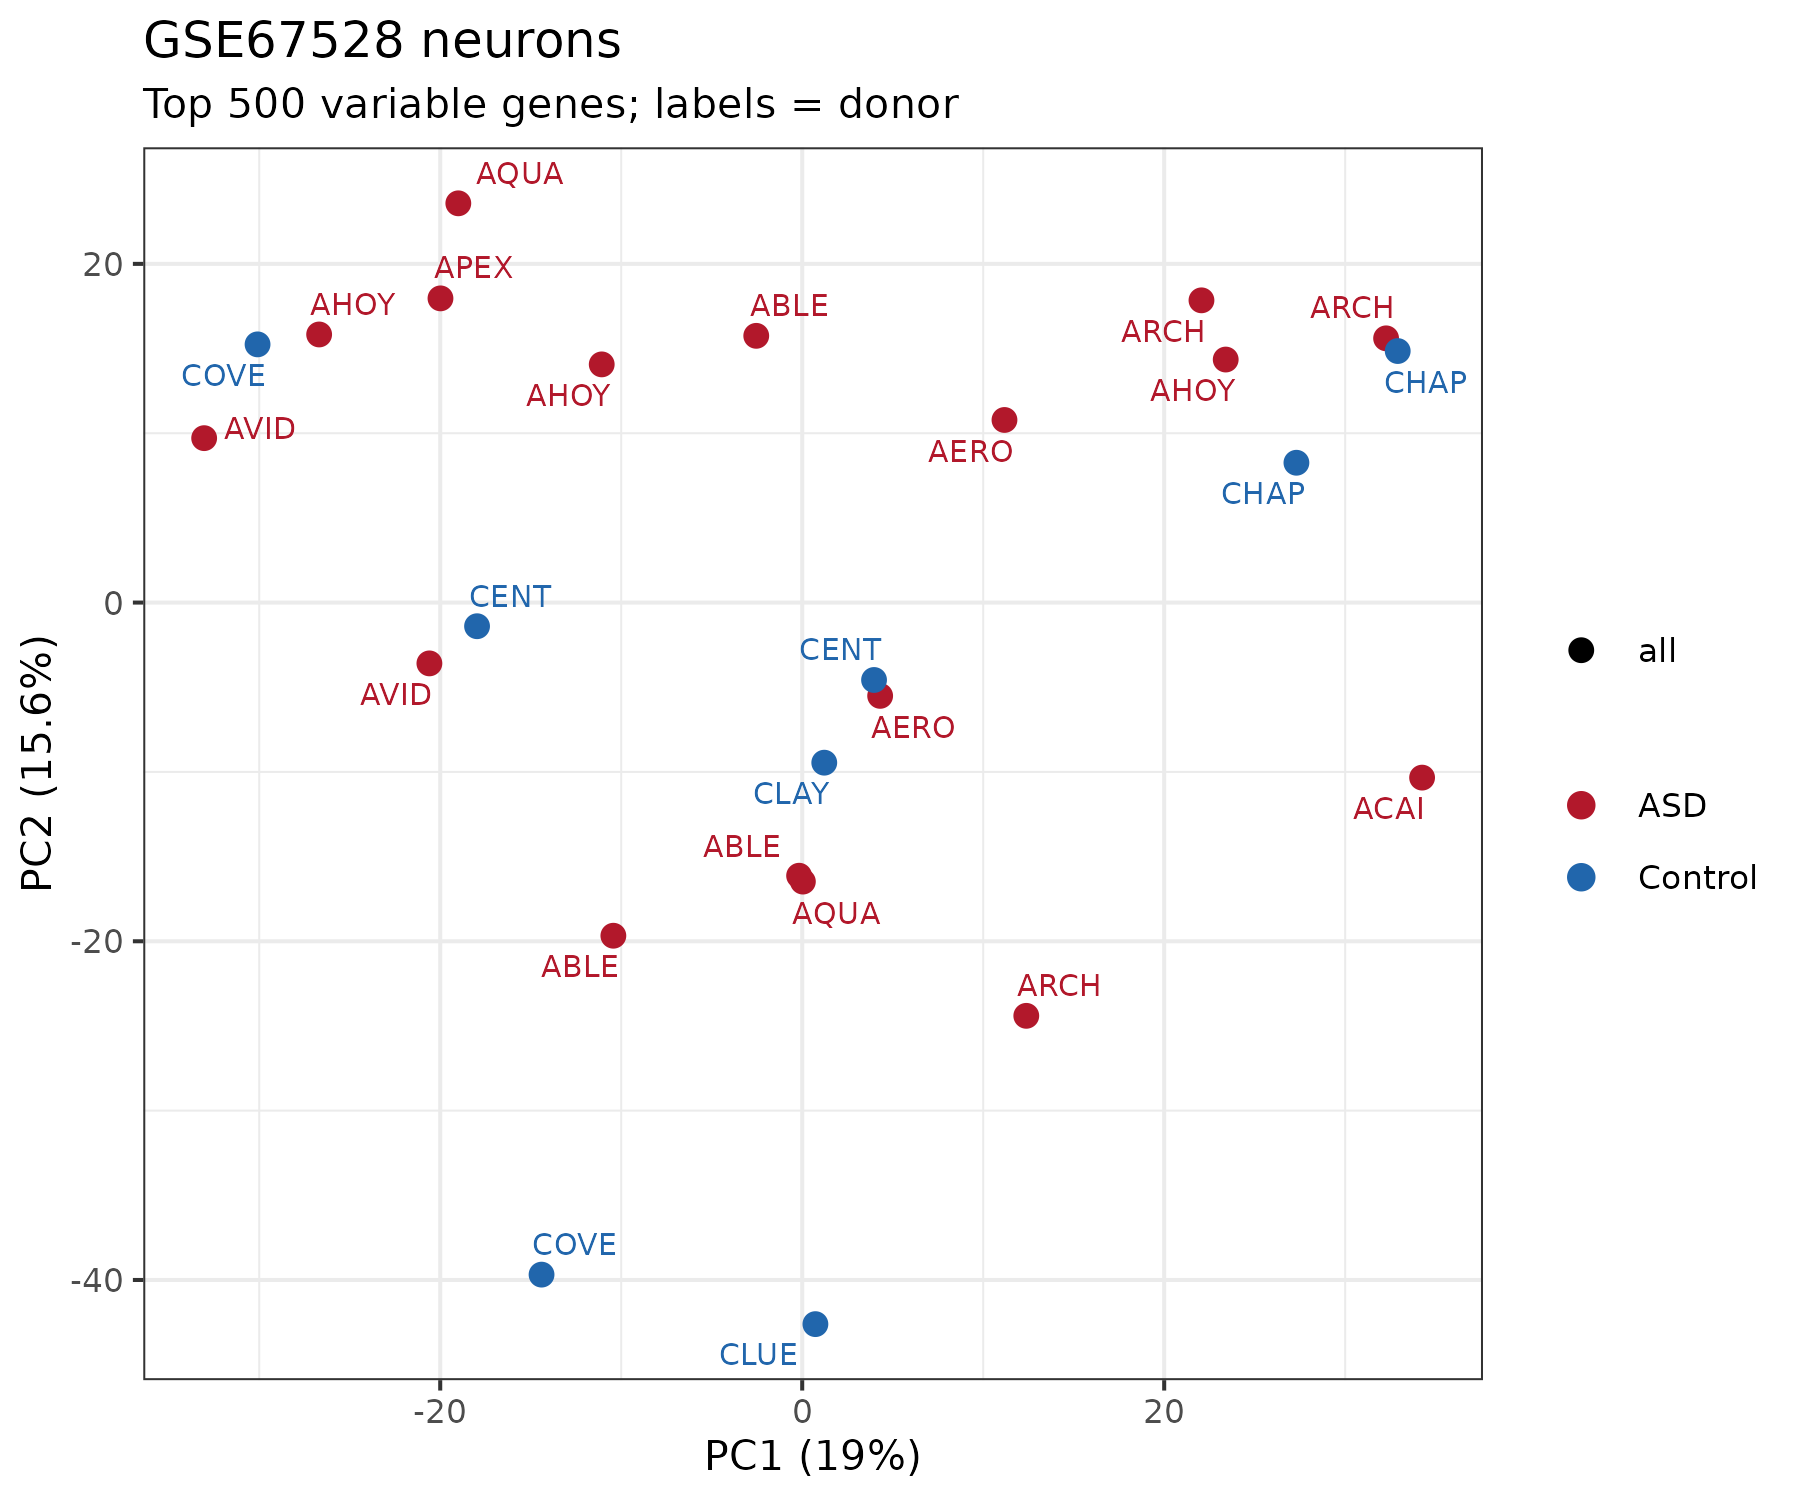 GSE67528 neurons
Top 500 variable genes; labels = donor
AQUA
APEX
AHOY
ABLE
ARCH
ARCH
COVE
AHOY
AHOY
CHAP
AVID
AERO
CHAP
CENT
CENT
AVID
AERO
CLAY
ACAI
ABLE
AQUA
ABLE
ARCH
COVE
CLUE
20
0
-20
-40
-20
0
20
PC1 (19%)
PC2 (15.6%)
all
ASD
Control